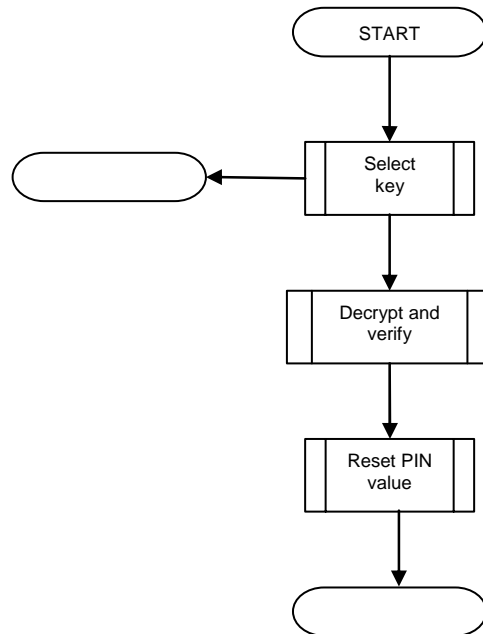 START
Select
key
Decrypt and
verify
Reset PIN
value